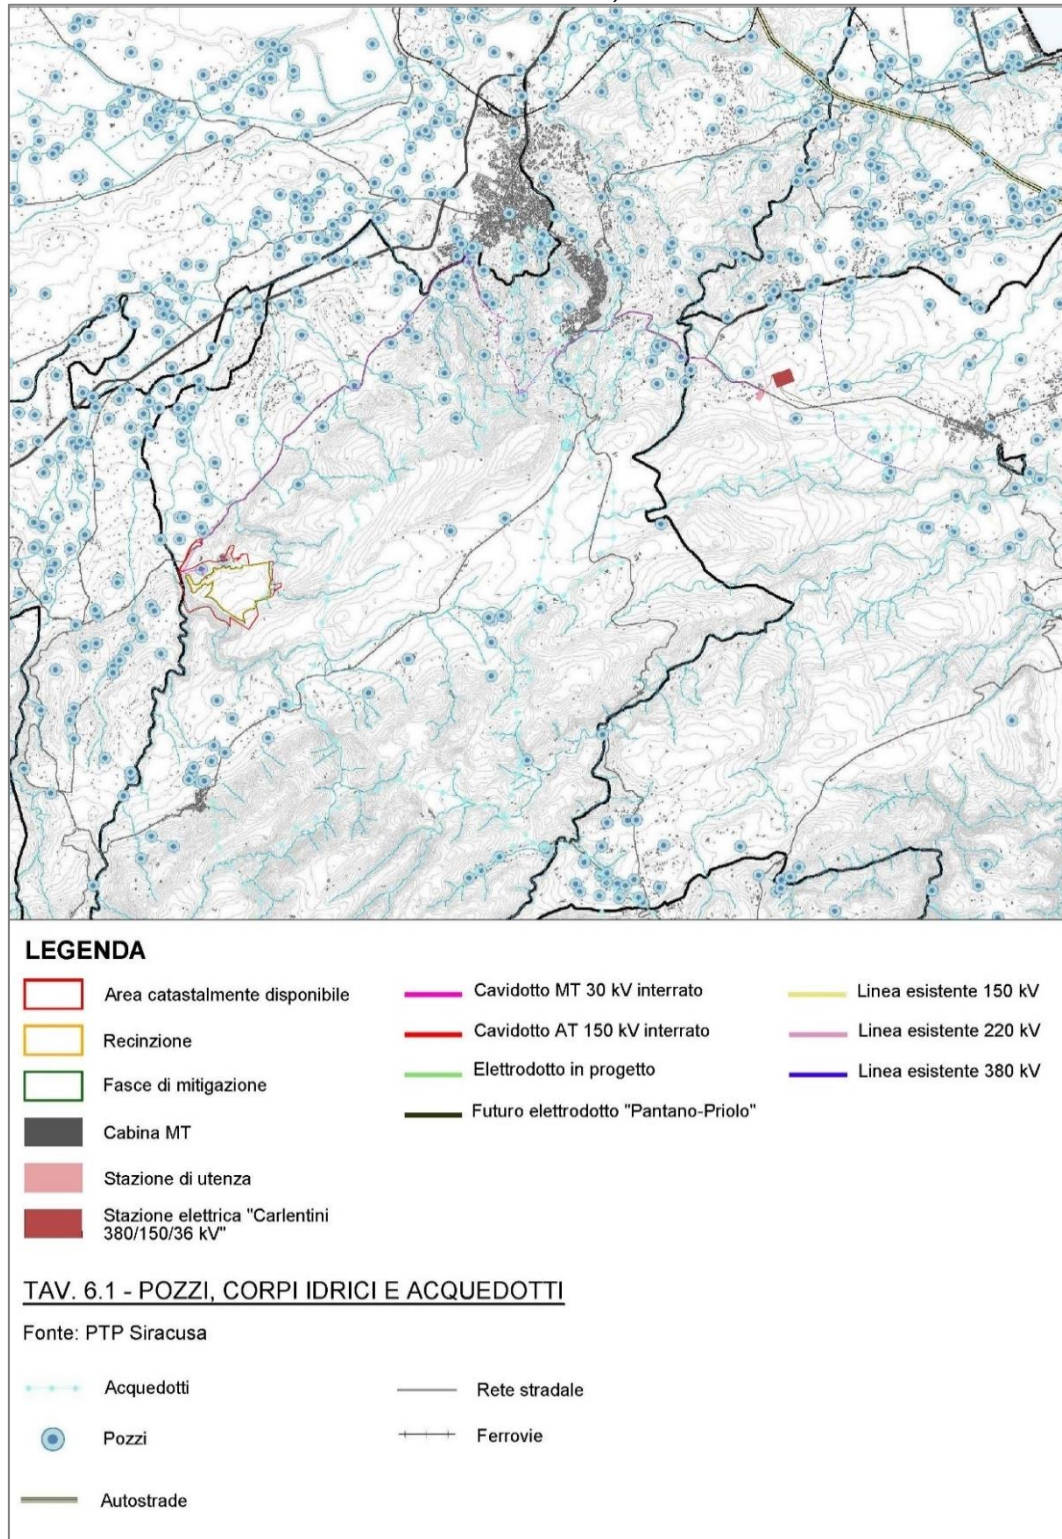 LEGENDA
Area catastalmente disponibile
Recinzione
Fasce di mitigazione
Cabina MT
Stazione di utenza
Stazione elettrica "Carlentini
380/150/36 kV"
Cavidotto MT 30 kV interrato
Cavidotto AT 150 kV interrato
Elettrodotto in progetto
Futuro elettrodotto "Pantano-Priolo"
Linea esistente 150 kV
Linea esistente 220 kV
Linea esistente 380 kV
TAV. 6.1 - POZZI, CORPI IDRICI E ACQUEDOTTI
Fonte: PTP Siracusa
Acquedotti
Pozzi
Autostrade
Rete stradale
Ferrovie